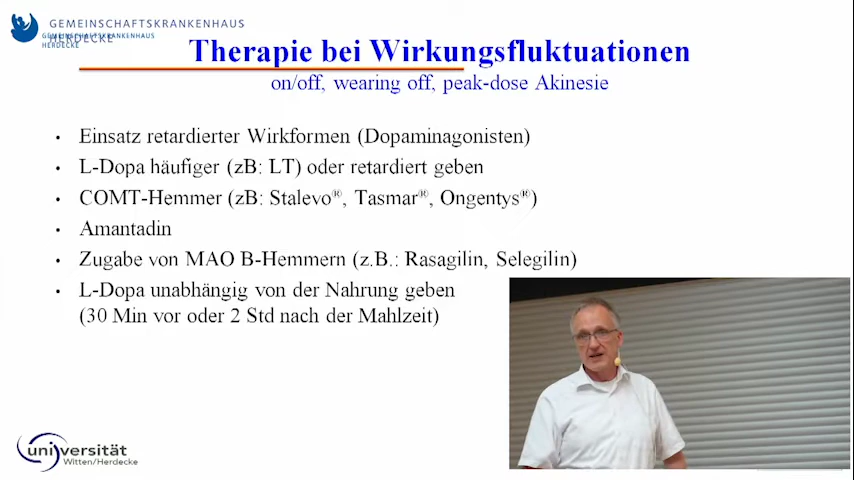 GEMEINSCHAFTSKRANKENHAUS
HERDECKE
GEMEINSCHAFTSKRANKENHAUS
HERDECKE
Therapie bei Wirkungsfluktuationen
on/off, wearing off, peak-dose Akinesie
• Einsatz retardierter Wirkformen (Dopaminagonisten)
• L-Dopa häufiger (zB: LT) oder retardiert geben
• COMT-Hemmer (zB: Stalevo®, Tasmar®, Ongentys®)
• Amantadin
• Zugabe von MAO B-Hemmern (z.B.: Rasagilin, Selegilin)
• L-Dopa unabhängig von der Nahrung geben
(30 Min vor oder 2 Std nach der Mahlzeit)
universität
Witten/Herdecke